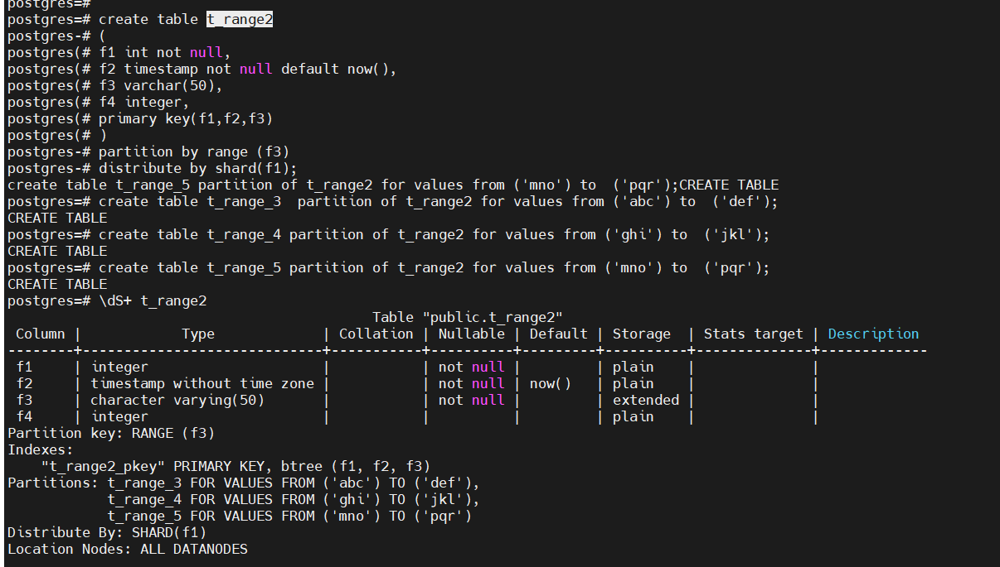 postgres=#
postgres=# create table t_range2
postgres-# (
postgres(# f1 int not null,
postgres(# f2 timestamp not null default now(),
postgres(# f3 varchar(50),
postgres(# f4 integer,
postgres(# primary key(f1,f2,f3)
postgres(# )
postgres-# partition by range (f3)
postgres-# distribute by shard(f1);
create table t_range_5 partition of t_range2 for values from ('mno') to  ('pqr');CREATE TABLE
postgres=# create table t_range_3  partition of t_range2 for values from ('abc') to  ('def');
CREATE TABLE
postgres=# create table t_range_4 partition of t_range2 for values from ('ghi') to  ('jkl');
CREATE TABLE
postgres=# create table t_range_5 partition of t_range2 for values from ('mno') to  ('pqr');
CREATE TABLE
postgres=# \dS+ t_range2
                                            Table "public.t_range2"
 Column |            Type             | Collation | Nullable | Default | Storage  | Stats target | Description
--------+-----------------------------+-----------+----------+---------+----------+--------------+-------------
 f1     | integer                     |           | not null |         | plain    |              |
 f2     | timestamp without time zone |           | not null | now()   | plain    |              |
 f3     | character varying(50)       |           | not null |         | extended |              |
 f4     | integer                     |           |          |         | plain    |              |
Partition key: RANGE (f3)
Indexes:
    "t_range2_pkey" PRIMARY KEY, btree (f1, f2, f3)
Partitions: t_range_3 FOR VALUES FROM ('abc') TO ('def'),
            t_range_4 FOR VALUES FROM ('ghi') TO ('jkl'),
            t_range_5 FOR VALUES FROM ('mno') TO ('pqr')
Distribute By: SHARD(f1)
Location Nodes: ALL DATANODES